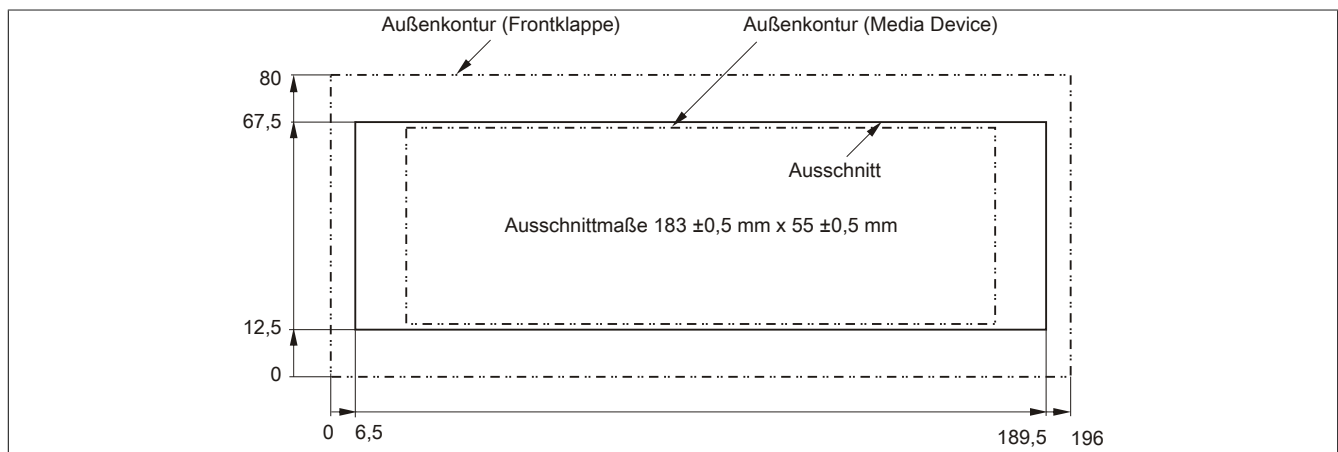 Außenkontur (Frontklappe)
Außenkontur (Media Device)
80
67,5
Ausschnitt
Ausschnittmaße 183 ±0,5 mm x 55 ±0,5 mm
12,5
0
0
6,5
189,5
196